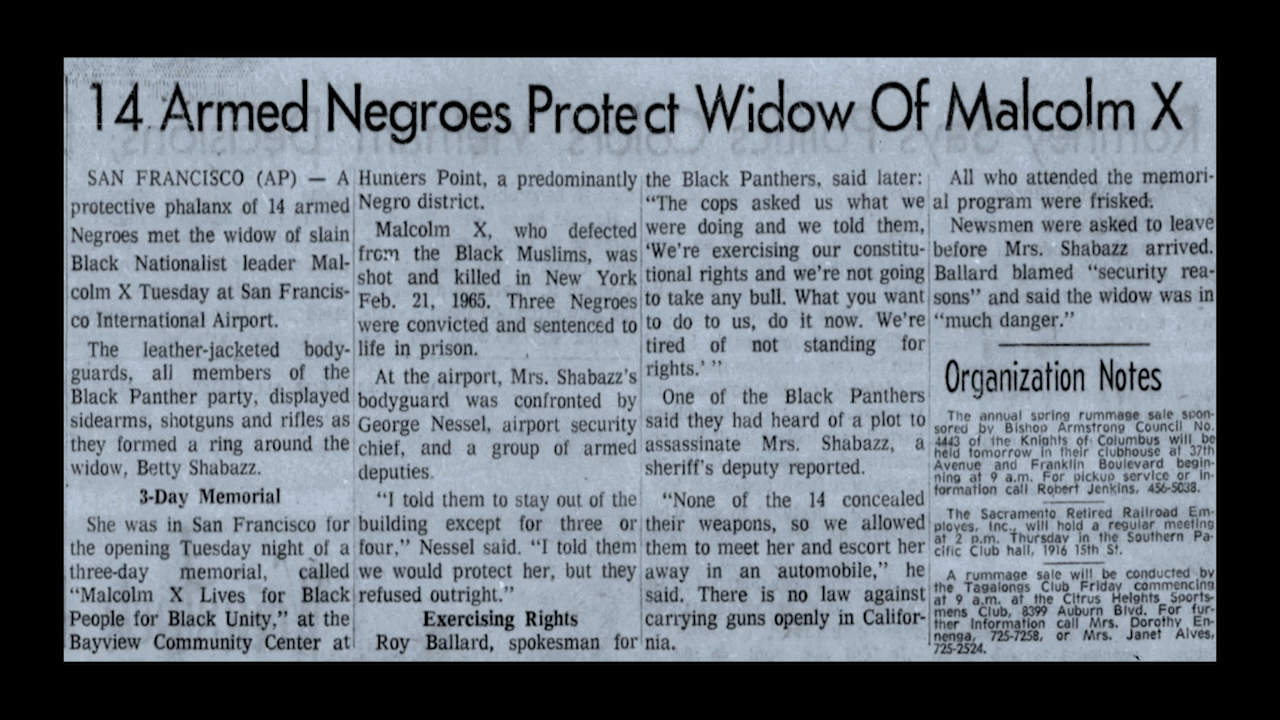 14 Armed Negroes Protect Widow Of Malcolm X
SAN FRANCISCO (AP) — A
protective phalanx of 14 armed
Negroes met the widow of slain
Black Nationalist leader Mal-
colm X Tuesday at San Francis-
co International Airport.
The leather-jacketed body-
guards, all members of the
Black Panther party, displayed
sidearms, shotguns and rifles as
they formed a ring around the
widow, Betty Shabazz.
3-Day Memorial
She was in San Francisco for
the opening Tuesday night of a
three-day memorial, called
“Malcolm X Lives for Black
People for Black Unity,” at the
Bayview Community Center at
Hunters Point, a predominantly
Negro district.
Malcolm X, who defected
from the Black Muslims, was
shot and killed in New York
Feb. 21, 1965. Three Negroes
were convicted and sentenced to
life in prison.
At the airport, Mrs. Shabazz’s
bodyguard was confronted by
George Nessel, airport security
chief, and a group of armed
deputies.
“I told them to stay out of the
building except for three or
four,” Nessel said. “I told them
we would protect her, but they
refused outright.”
Exercising Rights
Roy Ballard, spokesman for
the Black Panthers, said later:
“The cops asked us what we
were doing and we told them,
‘We’re exercising our constitu-
tional rights and we’re not going
to take any bull. What you want
to do to us, do it now. We’re
tired of not standing for
rights.’ ”
One of the Black Panthers
said they had heard of a plot to
assassinate Mrs. Shabazz, a
sheriff’s deputy reported.
“None of the 14 concealed
their weapons, so we allowed
them to meet her and escort her
away in an automobile,” he
said. There is no law against
carrying guns openly in Califor-
nia.
All who attended the memori-
al program were frisked.
Newsmen were asked to leave
before Mrs. Shabazz arrived.
Ballard blamed “security rea-
sons” and said the widow was in
“much danger.”
Organization Notes
The annual spring rummage sale spon-
sored by Bishop Armstrong Council No.
4443 of the Knights of Columbus will be
held tomorrow in their clubhouse at 37th
Avenue and Franklin Boulevard begin-
ning at 9 a.m. For pickup service or in-
formation call Robert Jenkins, 456-5038.
The Sacramento Retired Railroad Em-
ployes, Inc., will hold a regular meeting
at 2 p.m. Thursday in the Southern Pa-
cific Club hall, 1916 15th St.
A rummage sale will be conducted by
the Tagalongs Club Friday commencing
at 9 a.m. at the Citrus Heights Sports-
mens Club, 8399 Auburn Blvd. For fur-
ther Information call Mrs. Dorothy En-
nenga, 725-7258, or Mrs. Janet Alves,
725-2524.